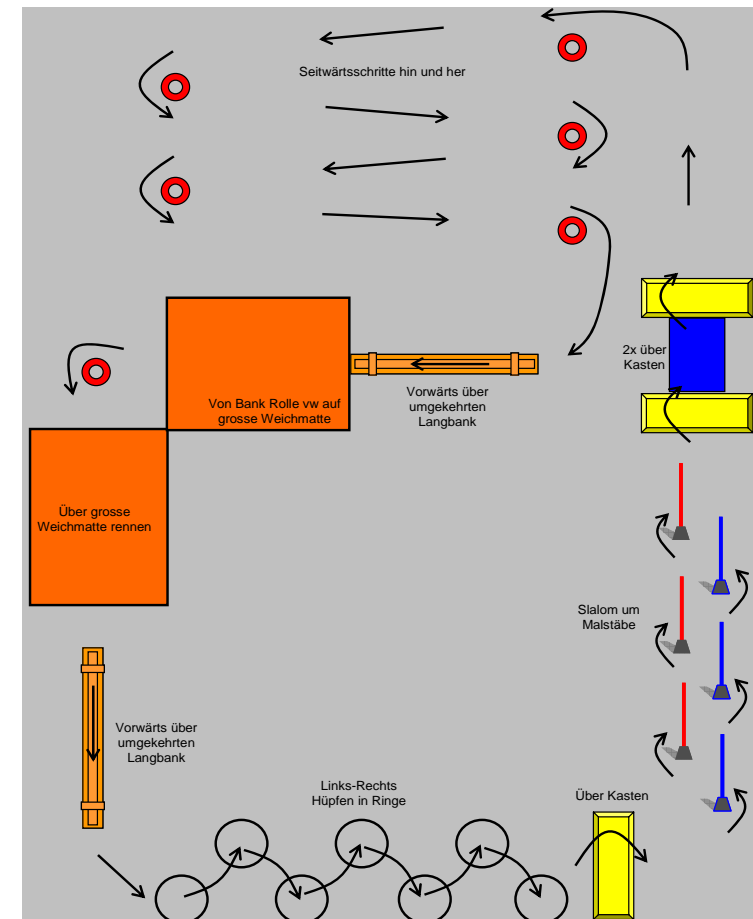 Seitwärtsschritte hin und her
2x über
Kasten
Von Bank Rolle vw auf
grosse Weichmatte
Vorwärts über
umgekehrten
Langbank
Über grosse
Weichmatte rennen
Slalom um
Malstäbe
Vorwärts über
umgekehrten
Langbank
Links-Rechts
Hüpfen in Ringe
Über Kasten